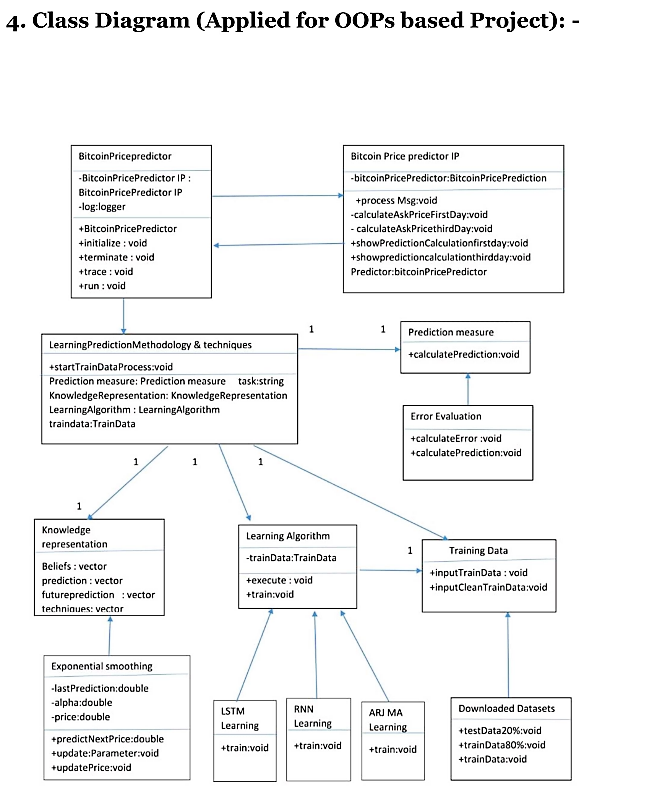 4. Class Diagram (Applied for OOPs based Project): -
BitcoinPricepredictor
-BitcoinPricePredictor IP :
BitcoinPricePredictor IP
-log:logger
+BitcoinPricePredictor
+initialize : void
+terminate : void
+trace : void
+run : void
Bitcoin Price predictor IP
-bitcoinPricePredictor:BitcoinPricePrediction
+process Msg:void
-calculateAskPriceFirstDay:void
- calculateAskPricethirdDay:void
+showPredictionCalculationfirstday:void
+showpredictioncalculationthirdday:void
Predictor:bitcoinPricePredictor
LearningPredictionMethodology & techniques
+startTrainDataProcess:void
Prediction measure: Prediction measure task:string
KnowledgeRepresentation: KnowledgeRepresentation
LearningAlgorithm : LearningAlgorithm
traindata:TrainData
1 1
Prediction measure
+calculatePrediction:void
Error Evaluation
+calculateError :void
+calculatePrediction:void
1 1 1
1
Knowledge
representation
Beliefs : vector
prediction : vector
futureprediction : vector
techniques: vector
Learning Algorithm
-trainData:TrainData
+execute : void
+train:void
1
Training Data
+inputTrainData : void
+inputCleanTrainData:void
Exponential smoothing
-lastPrediction:double
-alpha:double
-price:double
+predictNextPrice:double
+update:Parameter:void
+updatePrice:void
LSTM
Learning
+train:void
RNN
Learning
+train:void
ARJ MA
Learning
+train:void
Downloaded Datasets
+testData20%:void
+trainData80%:void
+trainData:void